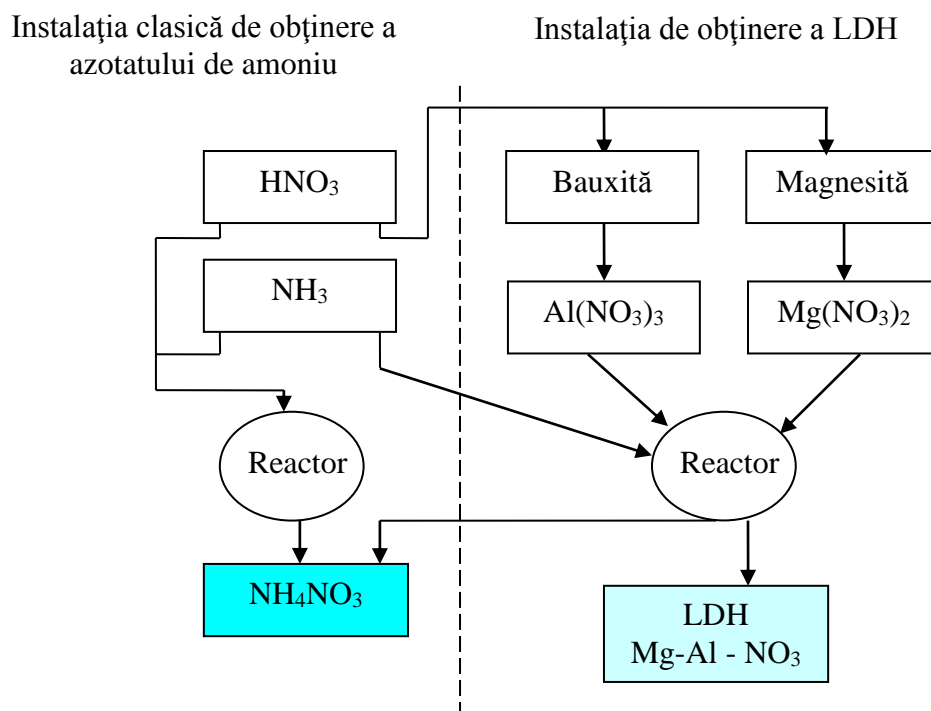 Instalaţia clasică de obţinere a
azotatului de amoniu
Instalaţia de obţinere a LDH
HNO₃
Bauxită
Magnesită
NH₃
Al(NO₃)₃
Mg(NO₃)₂
Reactor
Reactor
NH₄NO₃
LDH
Mg-Al - NO₃